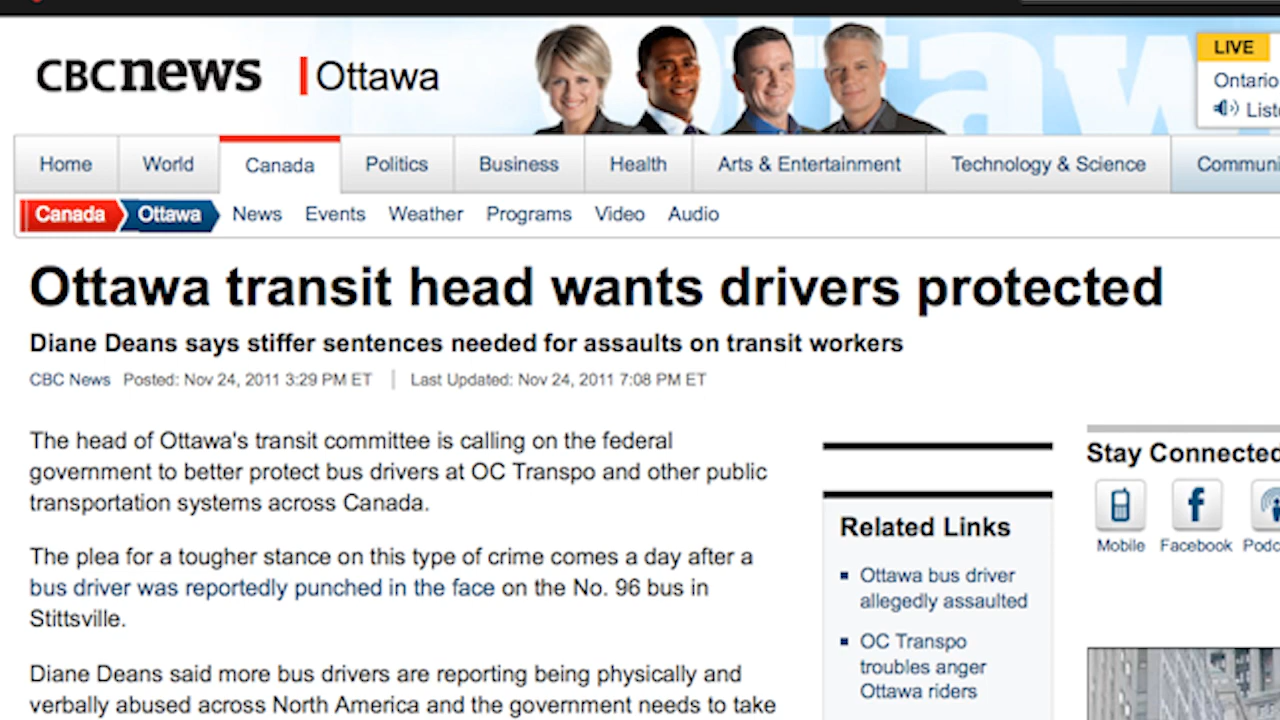 CBCnews | Ottawa
LIVE
Ontario
Home World Canada Politics Business Health Arts & Entertainment Technology & Science
Canada Ottawa News Events Weather Programs Video Audio
Ottawa transit head wants drivers protected
Diane Deans says stiffer sentences needed for assaults on transit workers
CBC News Posted: Nov 24, 2011 3:29 PM ET | Last Updated: Nov 24, 2011 7:08 PM ET
The head of Ottawa's transit committee is calling on the federal
government to better protect bus drivers at OC Transpo and other public
transportation systems across Canada.
The plea for a tougher stance on this type of crime comes a day after a
bus driver was reportedly punched in the face on the No. 96 bus in
Stittsville.
Diane Deans said more bus drivers are reporting being physically and
verbally abused across North America and the government needs to take
Related Links
Ottawa bus driver
allegedly assaulted
OC Transpo
troubles anger
Ottawa riders
Stay Connected
Mobile Facebook